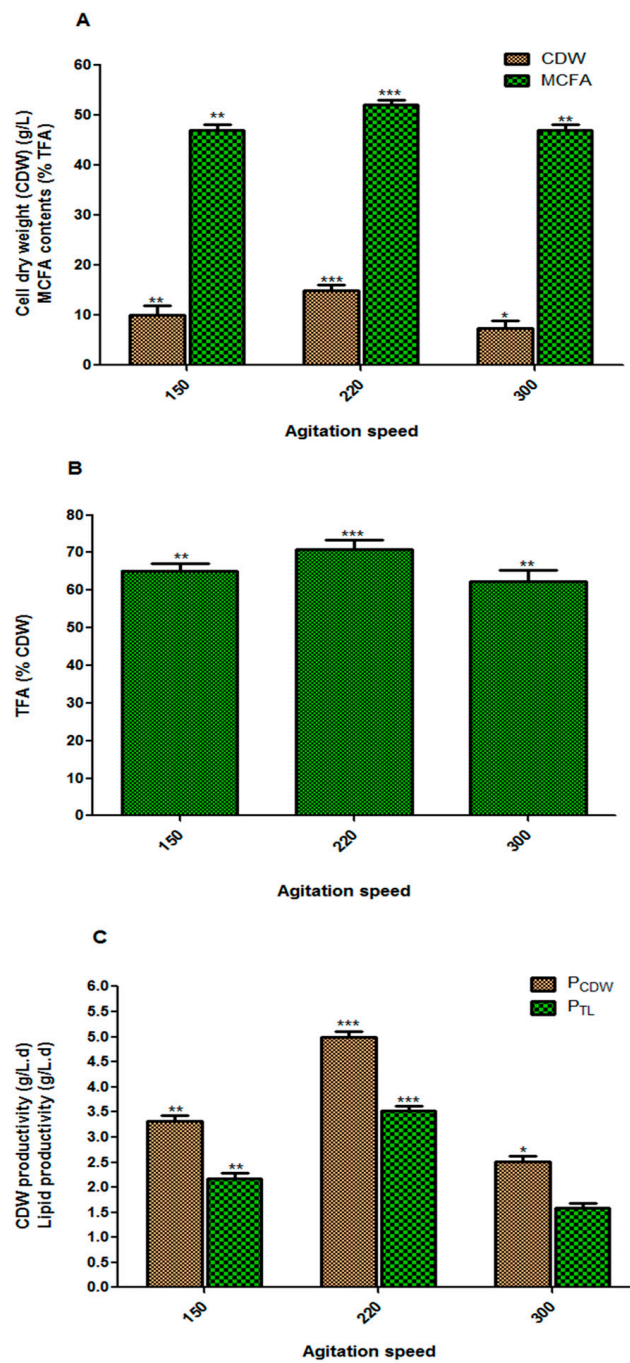 A
CDW
MCFA
Cell dry weight (CDW) (g/L)
MCFA contents (% TFA)
60
50
40
30
20
10
0
** **
*** ***
* **
150 220 300
Agitation speed
B
TFA (% CDW)
80
70
60
50
40
30
20
10
0
** *** **
150 220 300
Agitation speed
C
PCDW
PTL
CDW productivity (g/L.d)
Lipid productivity (g/L.d)
6.0
5.5
5.0
4.5
4.0
3.5
3.0
2.5
2.0
1.5
1.0
0.5
0.0
** **
*** ***
*
150 220 300
Agitation speed